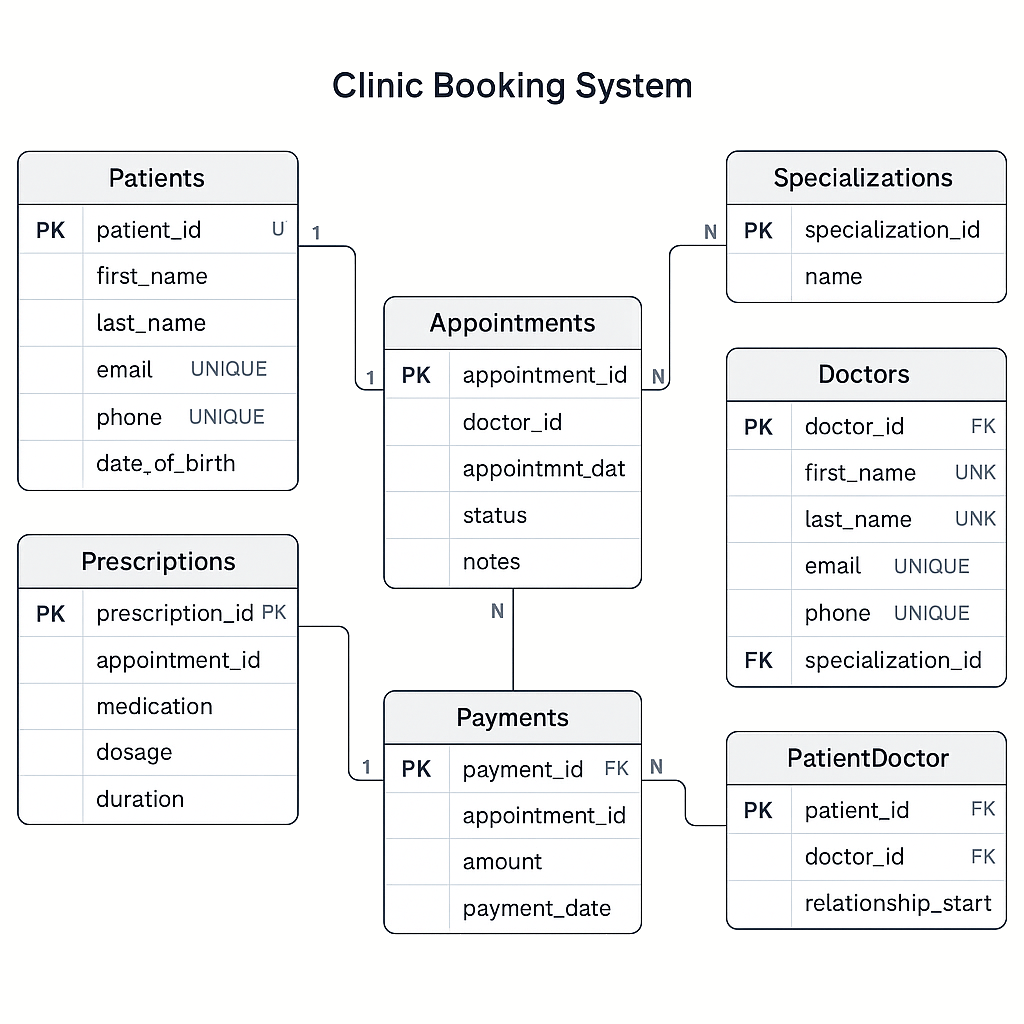 Clinic Booking System
Patients
PK patient_id U
first_name
last_name
email UNIQUE
phone UNIQUE
date_of_birth
1
1
Specializations
PK specialization_id
name
N
N
Appointments
PK appointment_id
doctor_id
appointmnt_dat
status
notes
N
Doctors
PK doctor_id FK
first_name UNK
last_name UNK
email UNIQUE
phone UNIQUE
FK specialization_id
Prescriptions
PK prescription_id PK
appointment_id
medication
dosage
duration
1
Payments
PK payment_id FK
appointment_id
amount
payment_date
N
PatientDoctor
PK patient_id FK
doctor_id FK
relationship_start